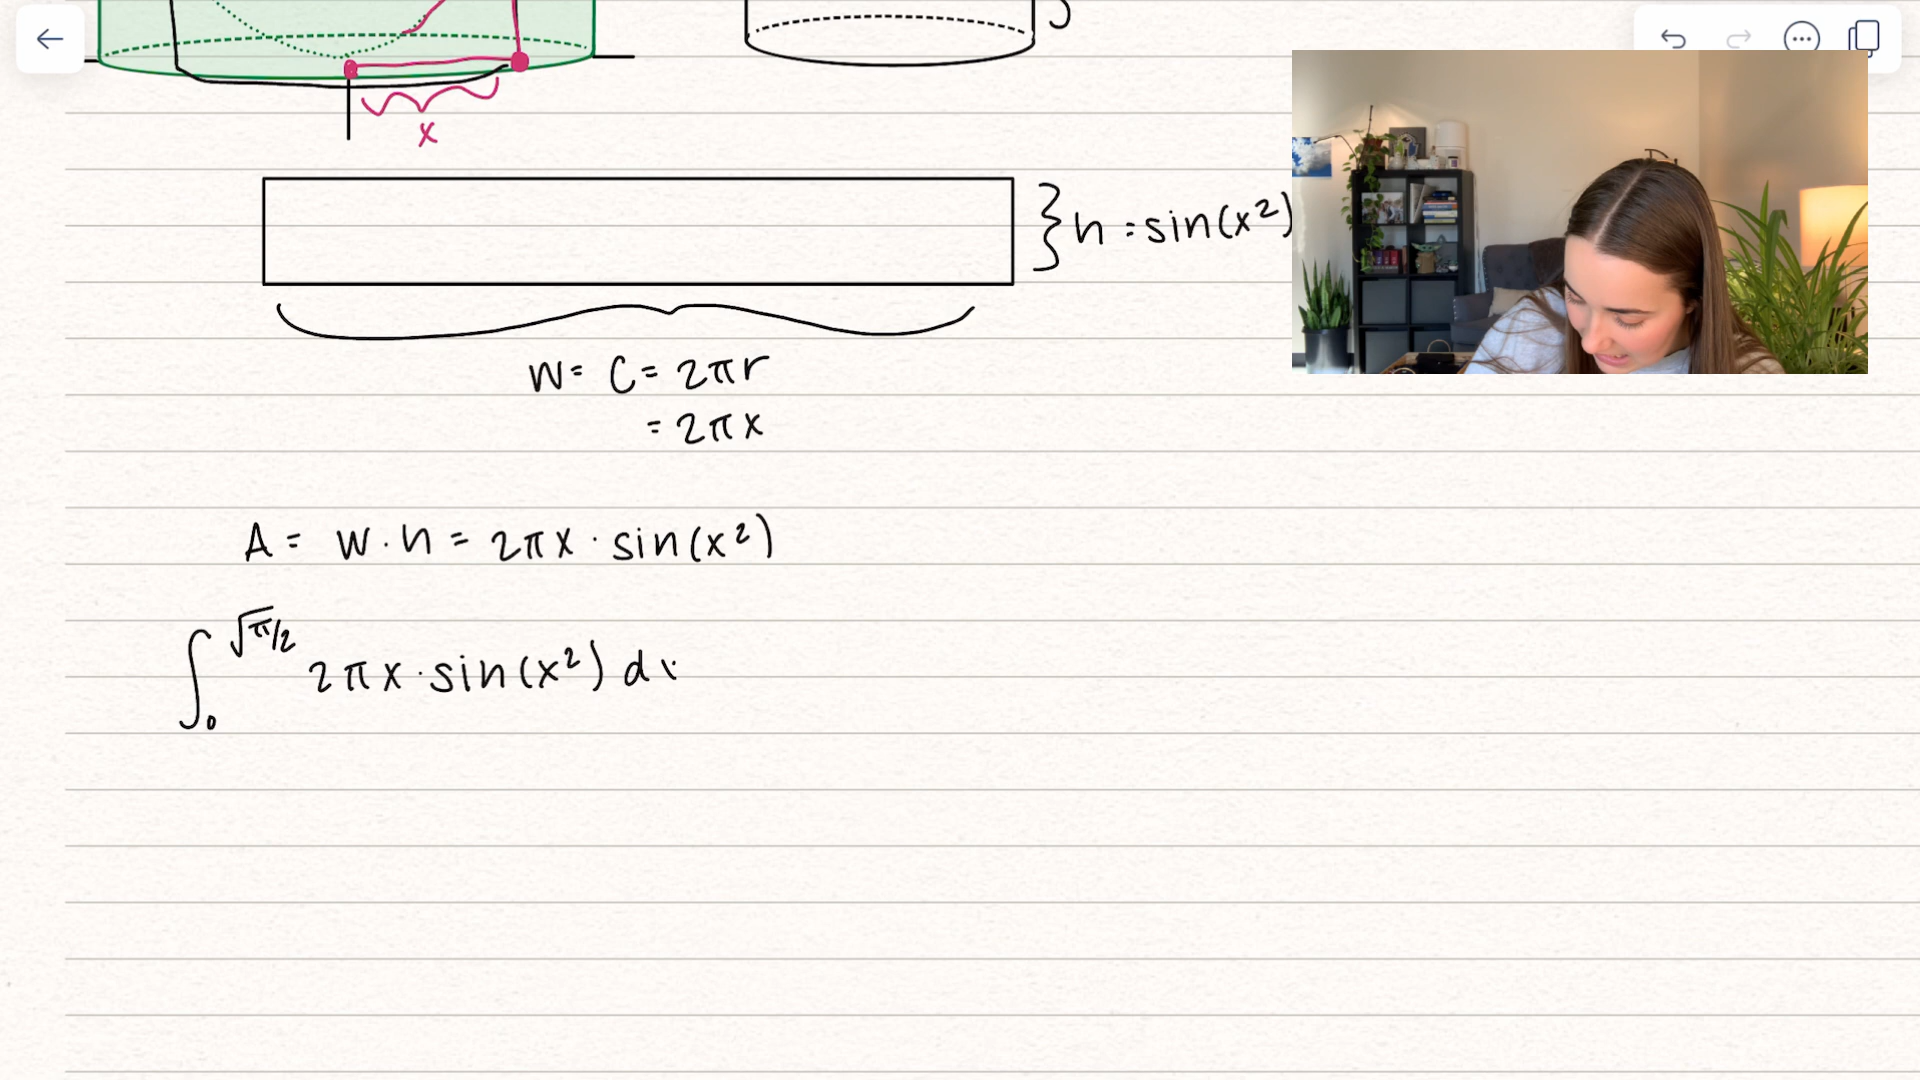 x
h = sin(x²)
W = C = 2πr
= 2πx
A = W · h = 2πx · sin(x²)
∫₀^√π/2 2πx · sin(x²) d